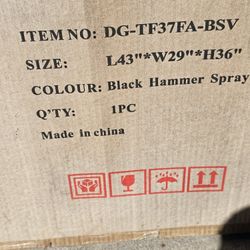 ITEM NO: DG-TF37FA-BSV
SIZE: L43"*W29"*H36"
COLOUR: Black Hammer Spray
Q'TY: 1PC
Made in china